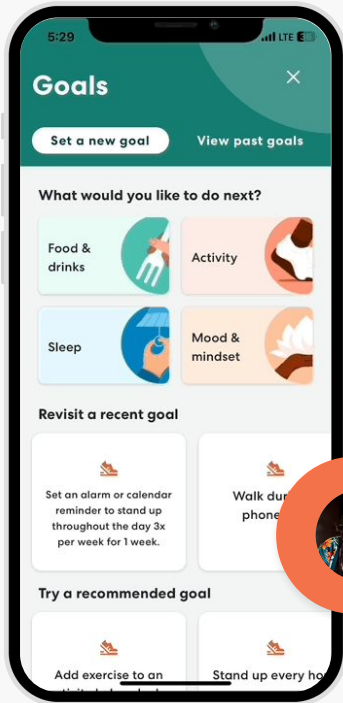 5:29
LTE
Goals
Set a new goal
View past goals
What would you like to do next?
Food &
drinks
Activity
Sleep
Mood &
mindset
Revisit a recent goal
Set an alarm or calendar
reminder to stand up
throughout the day 3x
per week for 1 week.
Walk
phone
Try a recommended goal
Add exercise to an
Stand up every